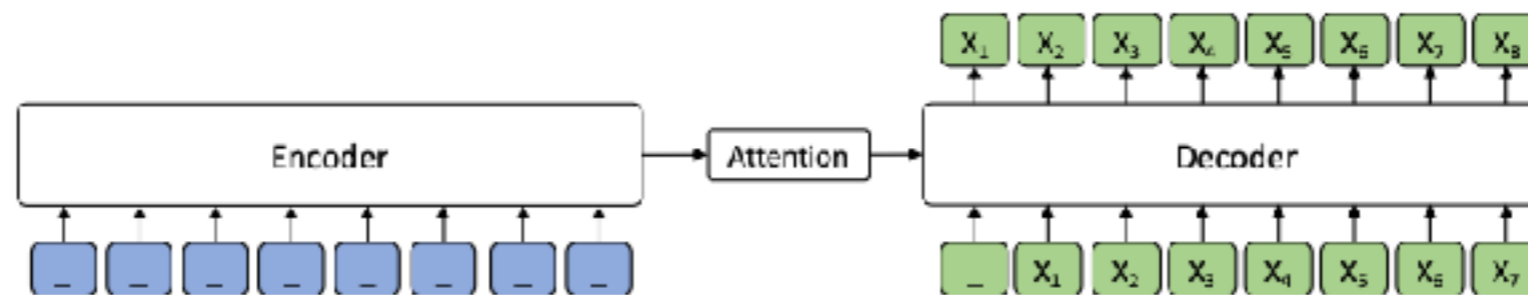 X₁ X₂ X₃ X₄ X₅ X₆ X₇ X₈
Encoder Attention Decoder
_ _ _ _ _ _ _ _ _ X₁ X₂ X₃ X₄ X₅ X₆ X₇